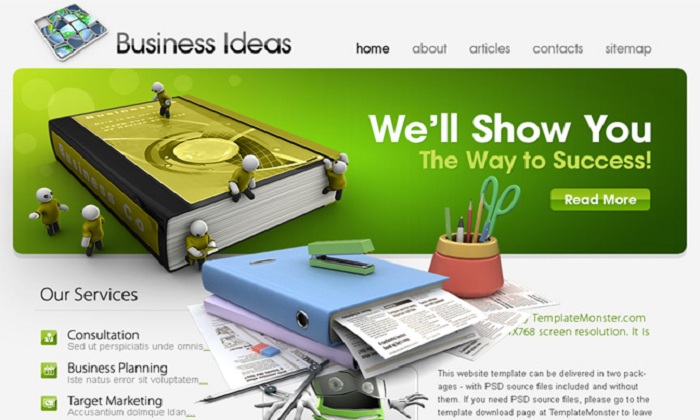 Business Ideas
home about articles contacts sitemap
We'll Show You
The Way to Success!
Read More
Business Co
Our Services
Consultation
Sed ut perspiciatis unde omnis
Business Planning
Iste natus error sit voluptatem
Target Marketing
Accusantium dolmque ldan
TemplateMonster.com
x768 screen resolution. It is
This website template can be delivered in two pack-
ages - with PSD source files included and without
them. If you need PSD source files, please go to the
template download page at TemplateMonster to leave